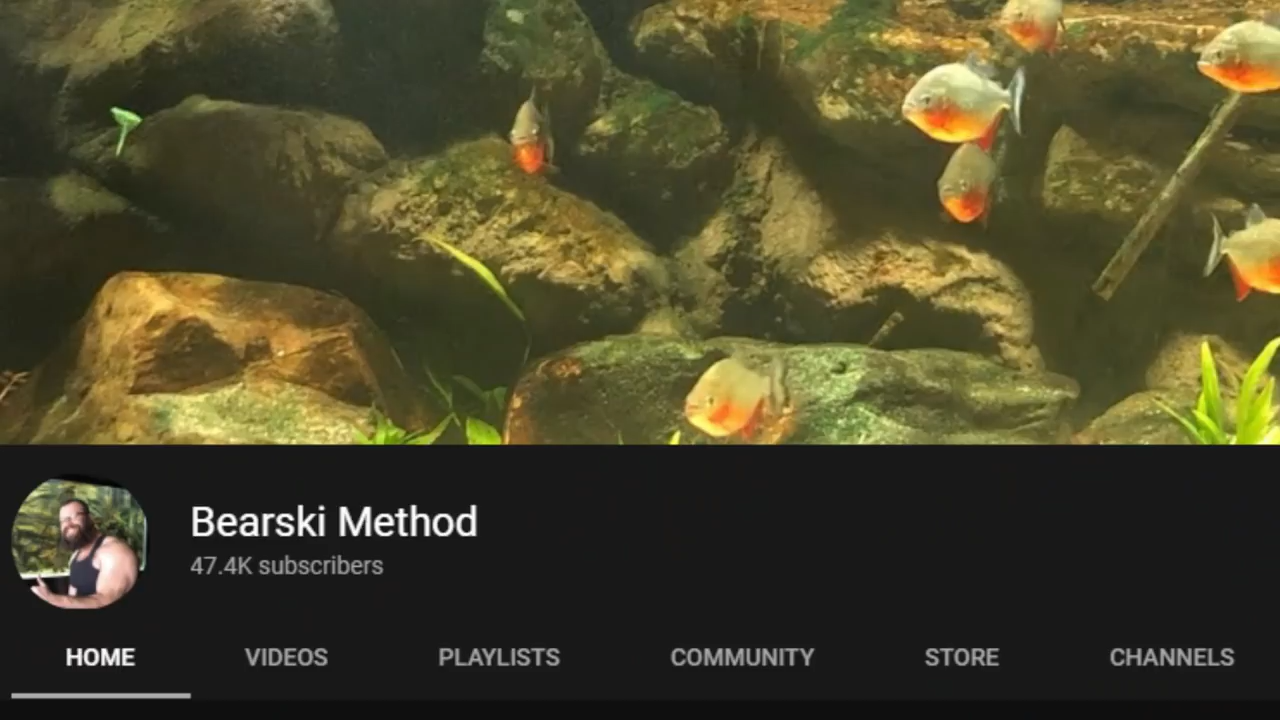 Bearski Method
47.4K subscribers
HOME VIDEOS PLAYLISTS COMMUNITY STORE CHANNELS